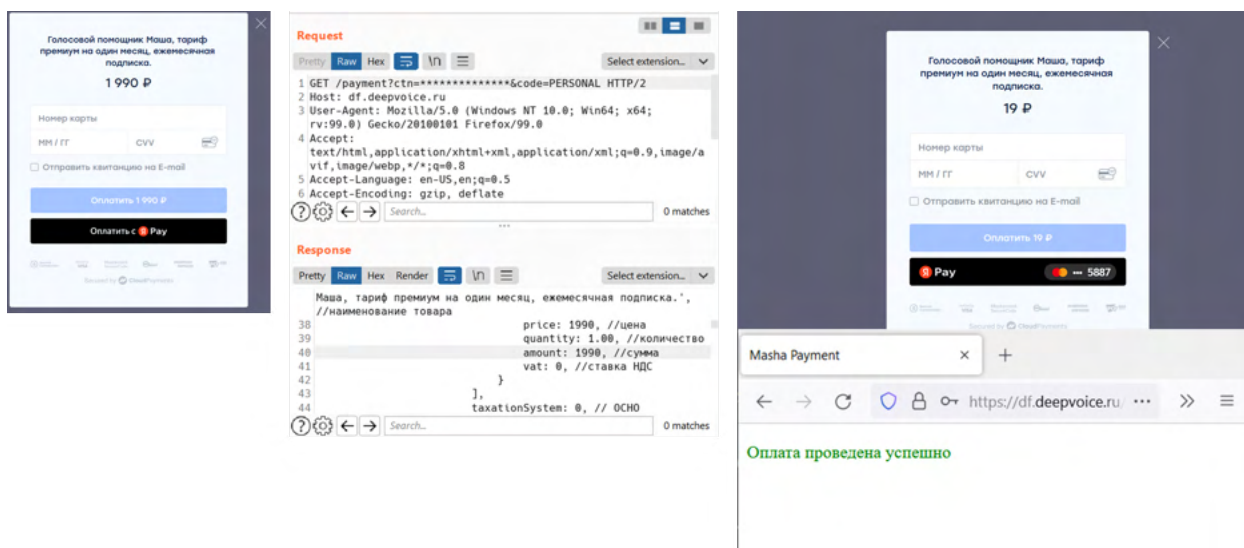 Голосовой помощник Маша, тариф
премиум на один месяц, ежемесячная
подписка.
1 990 ₽
Номер карты
ММ / ГГ
CVV
Отправить квитанцию на E-mail
Оплатить 1 990 ₽
Оплатить с Я Pay
Secured by CloudPayments
Request
Pretty Raw Hex \n
Select extension...
1 GET /payment?ctn=**************&code=PERSONAL HTTP/2
2 Host: df.deepvoice.ru
3 User-Agent: Mozilla/5.0 (Windows NT 10.0; Win64; x64;
rv:99.0) Gecko/20100101 Firefox/99.0
4 Accept:
text/html,application/xhtml+xml,application/xml;q=0.9,image/a
vif,image/webp,*/*;q=0.8
5 Accept-Language: en-US,en;q=0.5
6 Accept-Encoding: gzip, deflate
Search...
0 matches
Response
Pretty Raw Hex Render \n
Select extension...
Маша, тариф премиум на один месяц, ежемесячная подписка.',
//наименование товара
38 price: 1990, //цена
39 quantity: 1.00, //количество
40 amount: 1990, //сумма
41 vat: 0, //ставка НДС
42 }
43 ],
44 taxationSystem: 0, // ОСНО
Search...
0 matches
Голосовой помощник Маша, тариф
премиум на один месяц, ежемесячная
подписка.
19 ₽
Номер карты
ММ / ГГ
CVV
Отправить квитанцию на E-mail
Оплатить 19 ₽
Я Pay
5887
Secured by CloudPayments
Masha Payment
https://df.deepvoice.ru/
Оплата проведена успешно